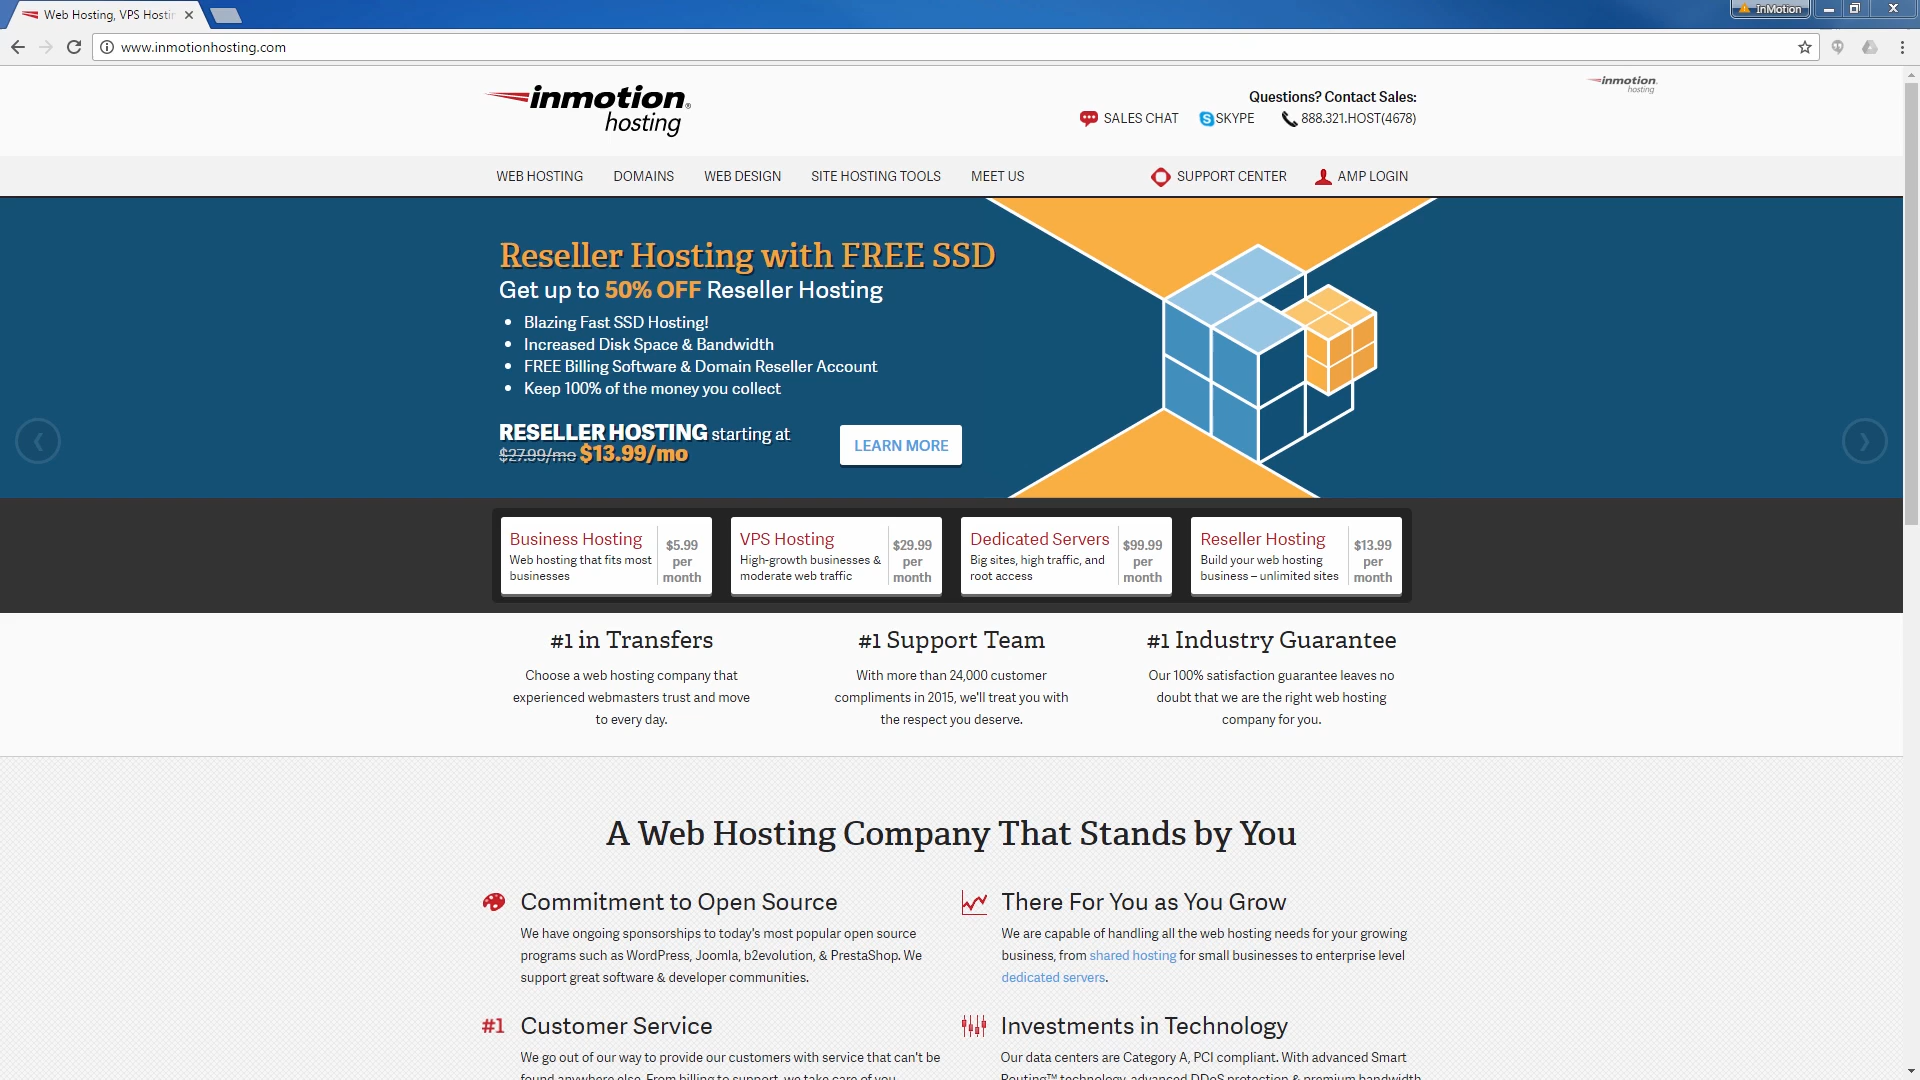 Web Hosting, VPS Hosti
InMotion
www.inmotionhosting.com
inmotion®
hosting
Questions? Contact Sales:
SALES CHAT SKYPE 888.321.HOST(4678)
inmotion
hosting
WEB HOSTING DOMAINS WEB DESIGN SITE HOSTING TOOLS MEET US SUPPORT CENTER AMP LOGIN
Reseller Hosting with FREE SSD
Get up to 50% OFF Reseller Hosting
• Blazing Fast SSD Hosting!
• Increased Disk Space & Bandwidth
• FREE Billing Software & Domain Reseller Account
• Keep 100% of the money you collect
RESELLER HOSTING starting at
$27.99/mo $13.99/mo
LEARN MORE
Business Hosting
Web hosting that fits most
businesses
$5.99
per
month
VPS Hosting
High-growth businesses &
moderate web traffic
$29.99
per
month
Dedicated Servers
Big sites, high traffic, and
root access
$99.99
per
month
Reseller Hosting
Build your web hosting
business – unlimited sites
$13.99
per
month
#1 in Transfers
Choose a web hosting company that
experienced webmasters trust and move
to every day.
#1 Support Team
With more than 24,000 customer
compliments in 2015, we'll treat you with
the respect you deserve.
#1 Industry Guarantee
Our 100% satisfaction guarantee leaves no
doubt that we are the right web hosting
company for you.
A Web Hosting Company That Stands by You
Commitment to Open Source
We have ongoing sponsorships to today's most popular open source
programs such as WordPress, Joomla, b2evolution, & PrestaShop. We
support great software & developer communities.
There For You as You Grow
We are capable of handling all the web hosting needs for your growing
business, from shared hosting for small businesses to enterprise level
dedicated servers.
#1 Customer Service
We go out of our way to provide our customers with service that can't be
found anywhere else. From billing to support, we take care of you
Investments in Technology
Our data centers are Category A, PCI compliant. With advanced Smart
Routing™ technology, advanced DDoS protection & premium bandwidth